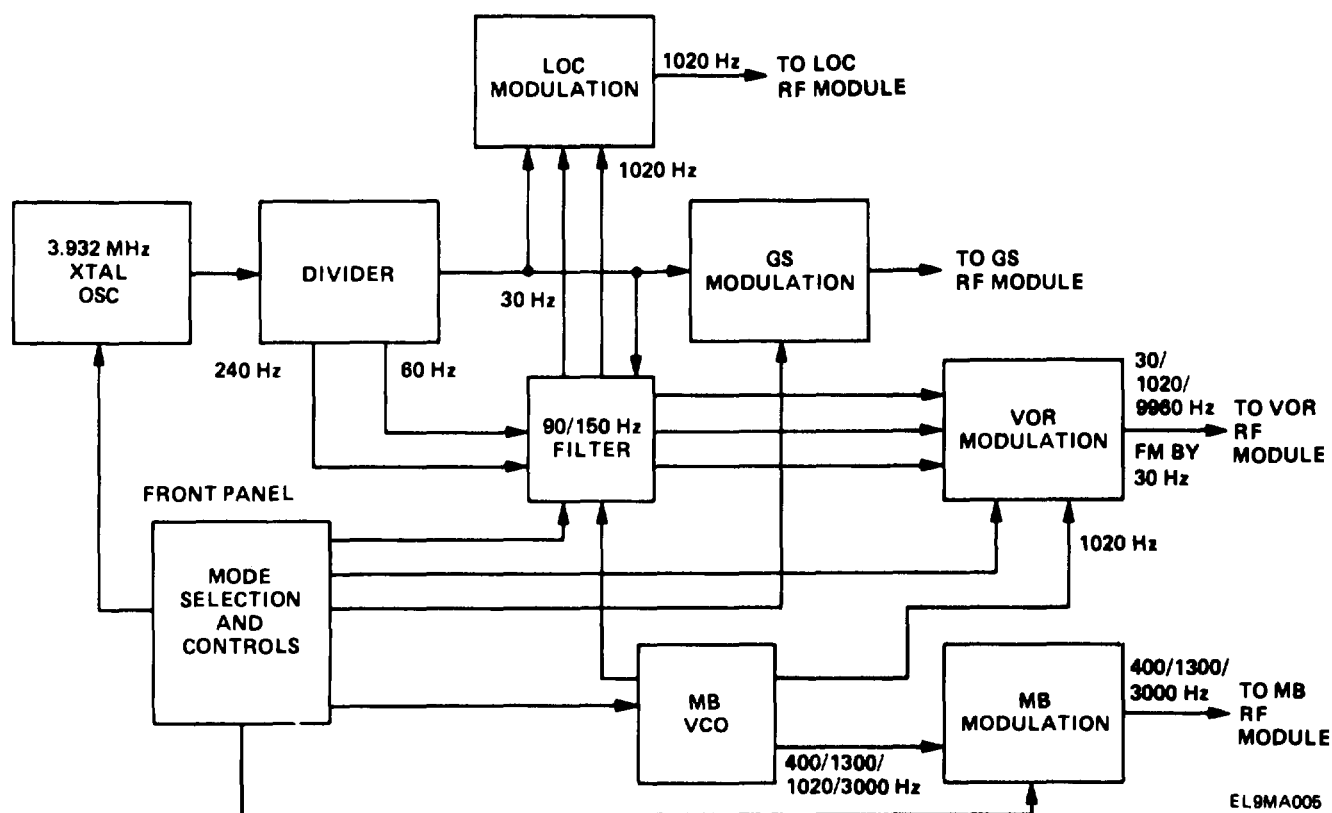 LOC
MODULATION
1020 Hz
TO LOC
RF MODULE
1020 Hz
3.932 MHz
XTAL
OSC
DIVIDER
30 Hz
GS
MODULATION
TO GS
RF MODULE
240 Hz
60 Hz
90/150 Hz
FILTER
VOR
MODULATION
30/
1020/
9960 Hz
FM BY
30 Hz
TO VOR
RF
MODULE
FRONT PANEL
MODE
SELECTION
AND
CONTROLS
1020 Hz
MB
VCO
400/1300/
1020/3000 Hz
MB
MODULATION
400/1300/
3000 Hz
TO MB
RF
MODULE
EL9MA005